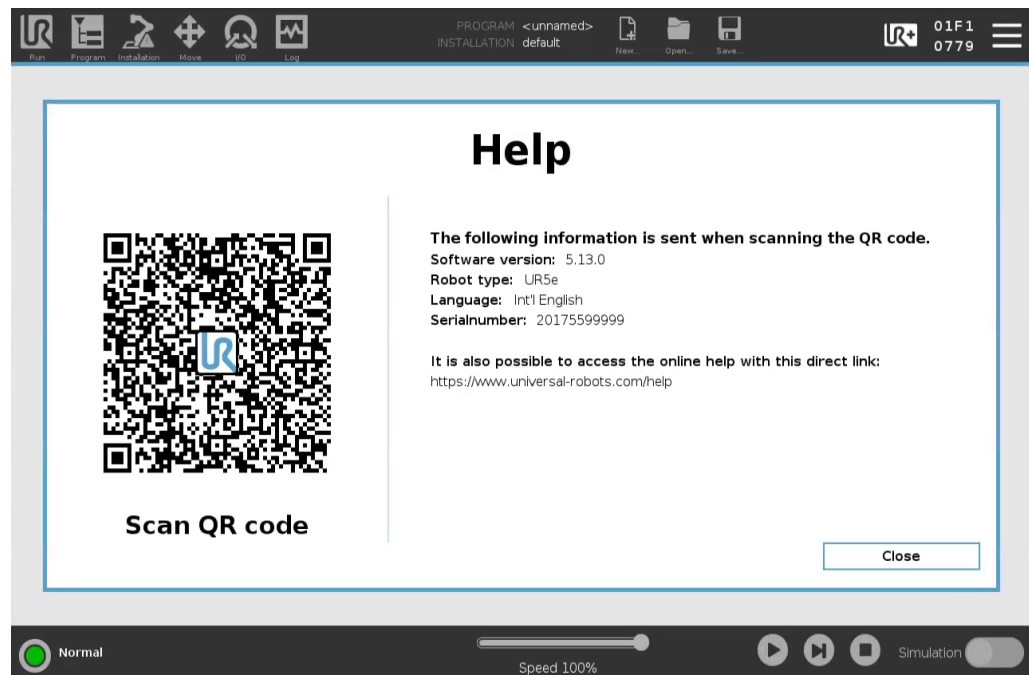 PROGRAM <unnamed>
INSTALLATION default
Run Program Installation Move I/O Log New... Open... Save...
UR+
01F1
0779
Help
The following information is sent when scanning the QR code.
Software version: 5.13.0
Robot type: UR5e
Language: Int'l English
Serialnumber: 20175599999
It is also possible to access the online help with this direct link:
https://www.universal-robots.com/help
UR
Scan QR code
Close
Normal
Speed 100%
Simulation